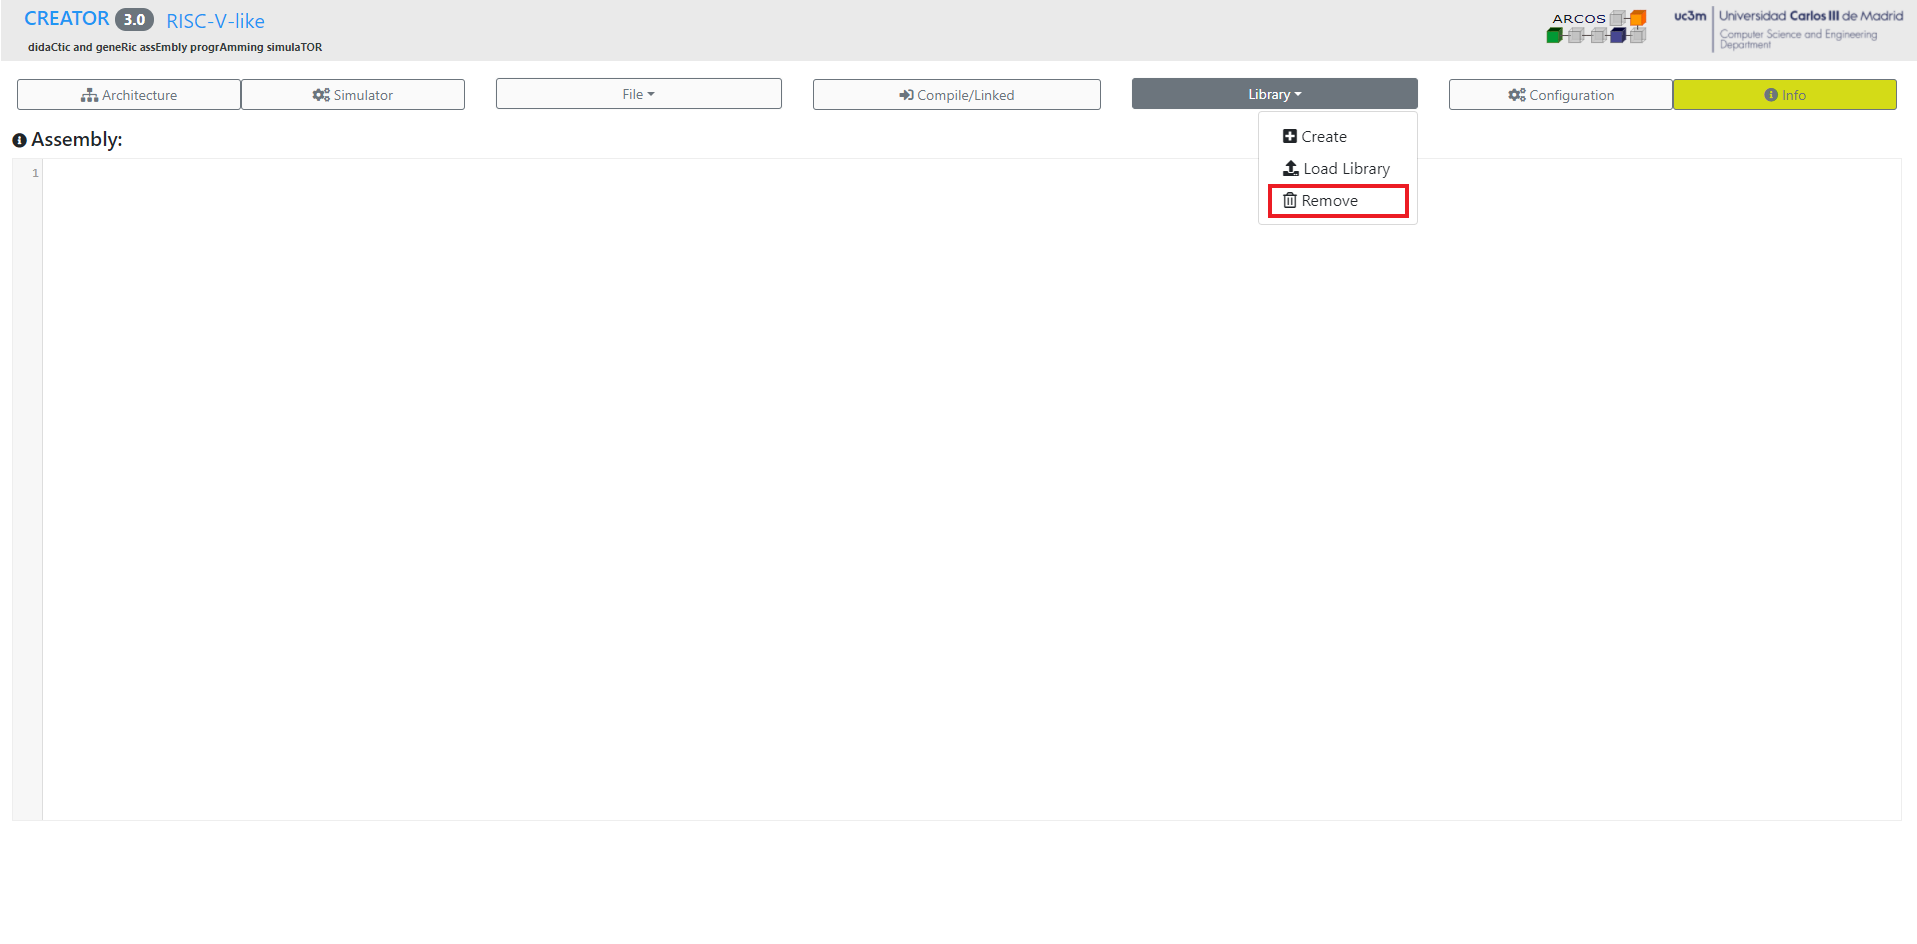 CREATOR 3.0 RISC-V-like
didaCtic and geneRic assEmbly progrAmming simulaTOR
ARCOS
uc3m
Universidad Carlos III de Madrid
Computer Science and Engineering
Department
Architecture
Simulator
File
Compile/Linked
Library
Configuration
Info
Create
Load Library
Remove
Assembly:
1